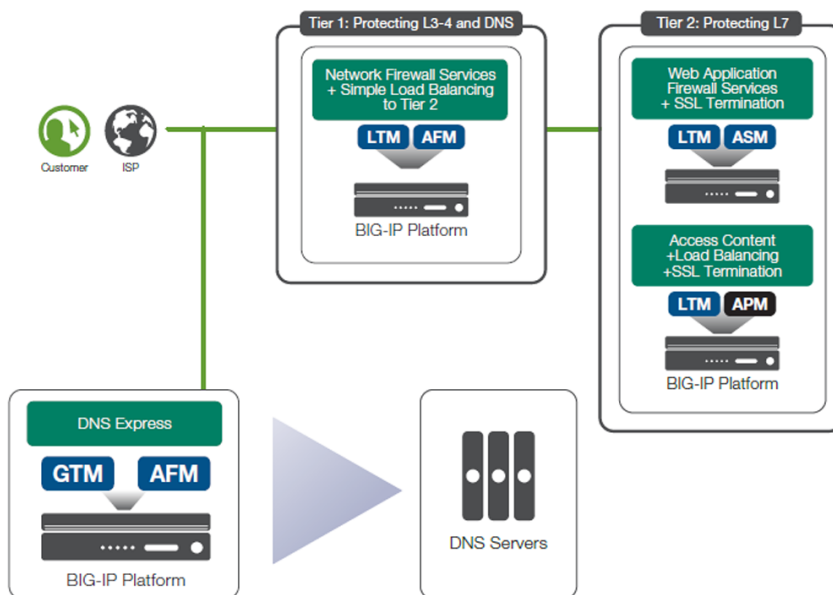 Tier 1: Protecting L3-4 and DNS
Network Firewall Services
+ Simple Load Balancing
to Tier 2
LTM AFM
BIG-IP Platform
Tier 2: Protecting L7
Web Application
Firewall Services
+ SSL Termination
LTM ASM
Access Content
+Load Balancing
+SSL Termination
LTM APM
BIG-IP Platform
Customer
ISP
DNS Express
GTM AFM
BIG-IP Platform
DNS Servers